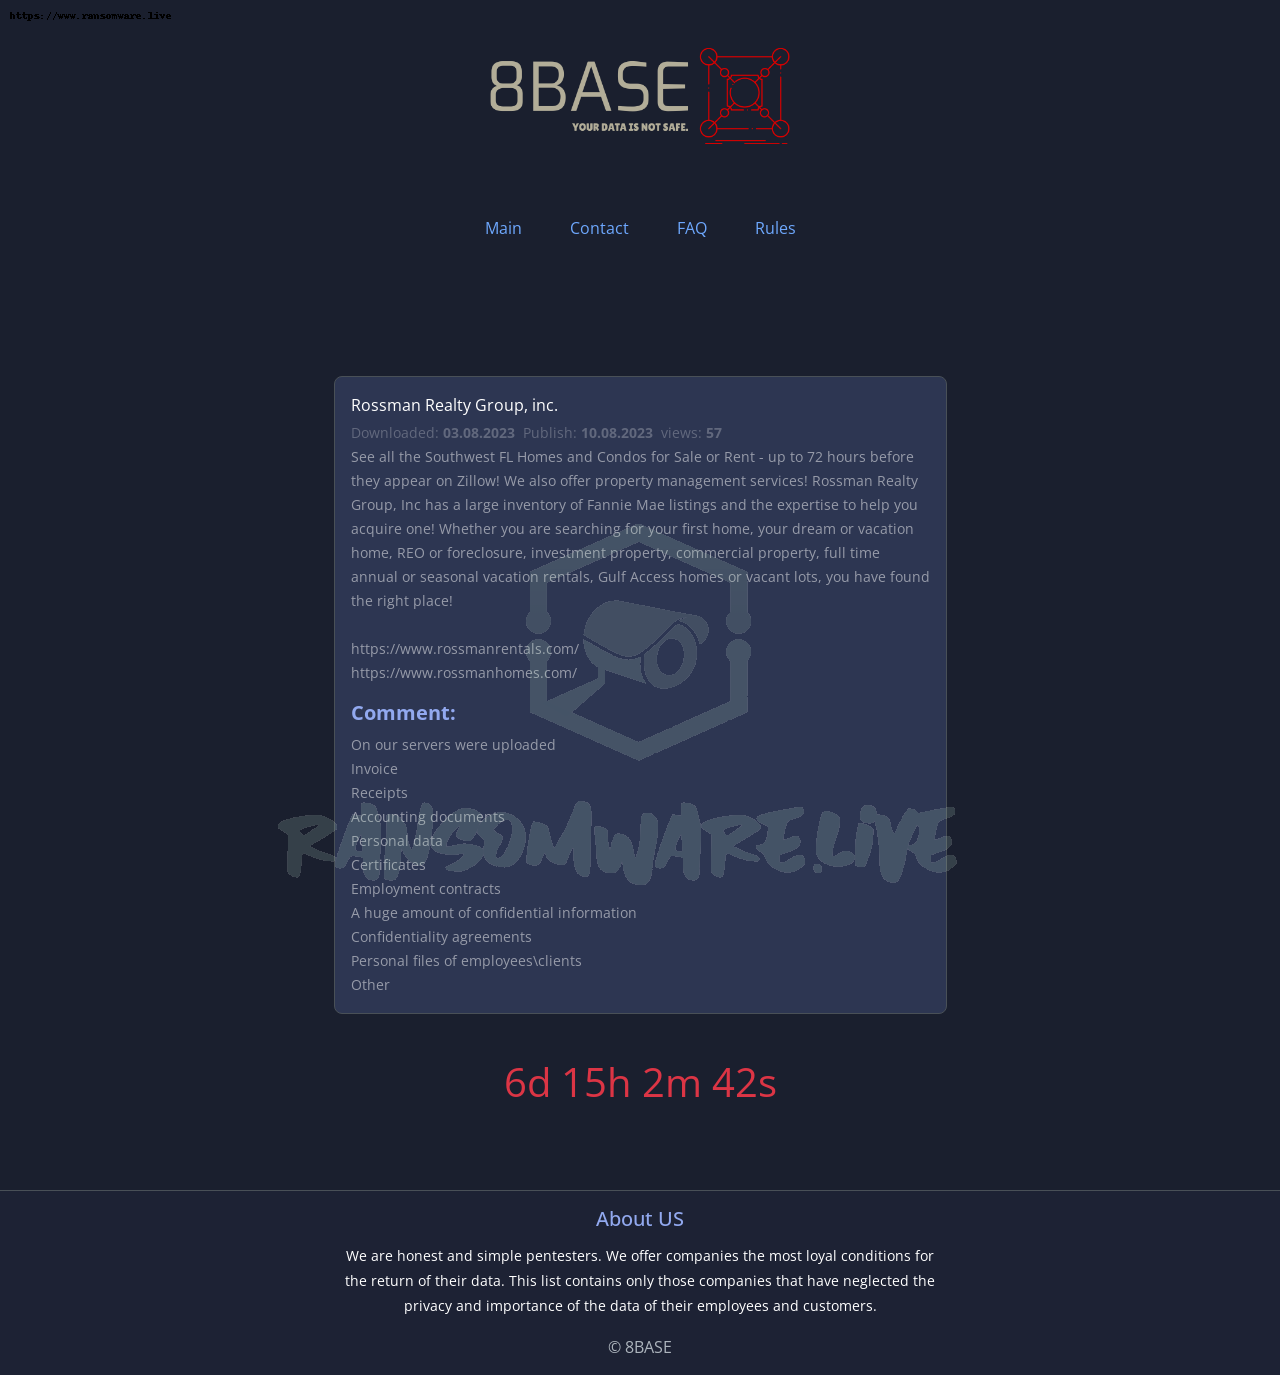 https://www.ransomware.live
8BASE
YOUR DATA IS NOT SAFE.
Main Contact FAQ Rules
Rossman Realty Group, inc.
Downloaded: 03.08.2023 Publish: 10.08.2023 views: 57
See all the Southwest FL Homes and Condos for Sale or Rent - up to 72 hours before
they appear on Zillow! We also offer property management services! Rossman Realty
Group, Inc has a large inventory of Fannie Mae listings and the expertise to help you
acquire one! Whether you are searching for your first home, your dream or vacation
home, REO or foreclosure, investment property, commercial property, full time
annual or seasonal vacation rentals, Gulf Access homes or vacant lots, you have found
the right place!
https://www.rossmanrentals.com/
https://www.rossmanhomes.com/
Comment:
On our servers were uploaded
Invoice
Receipts
Accounting documents
Personal data
Certificates
Employment contracts
A huge amount of confidential information
Confidentiality agreements
Personal files of employees\clients
Other
RANSOMWARE.LIVE
6d 15h 2m 42s
About US
We are honest and simple pentesters. We offer companies the most loyal conditions for
the return of their data. This list contains only those companies that have neglected the
privacy and importance of the data of their employees and customers.
© 8BASE